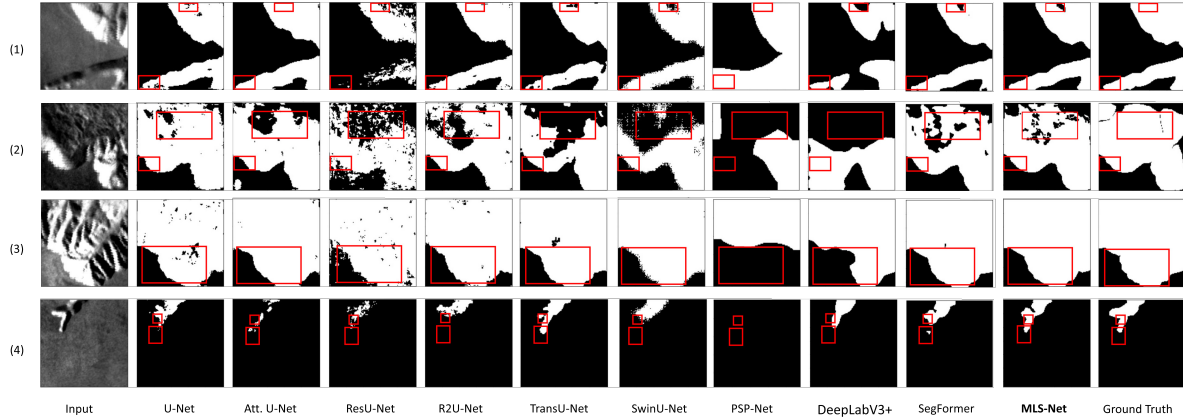 (1)
(2)
(3)
(4)
Input U-Net Att. U-Net ResU-Net R2U-Net TransU-Net SwinU-Net PSP-Net DeepLabV3+ SegFormer MLS-Net Ground Truth